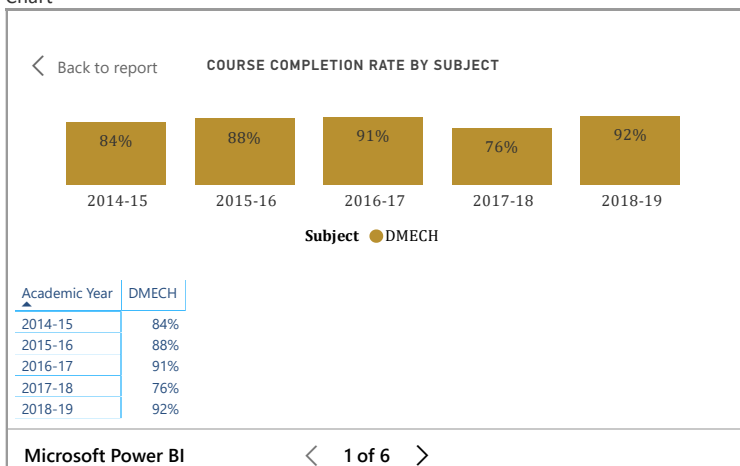 Chart
Back to report COURSE COMPLETION RATE BY SUBJECT
84% 88% 91% 76% 92%
2014-15 2015-16 2016-17 2017-18 2018-19
Subject DMECH
Academic Year DMECH
2014-15 84%
2015-16 88%
2016-17 91%
2017-18 76%
2018-19 92%
Microsoft Power BI 1 of 6